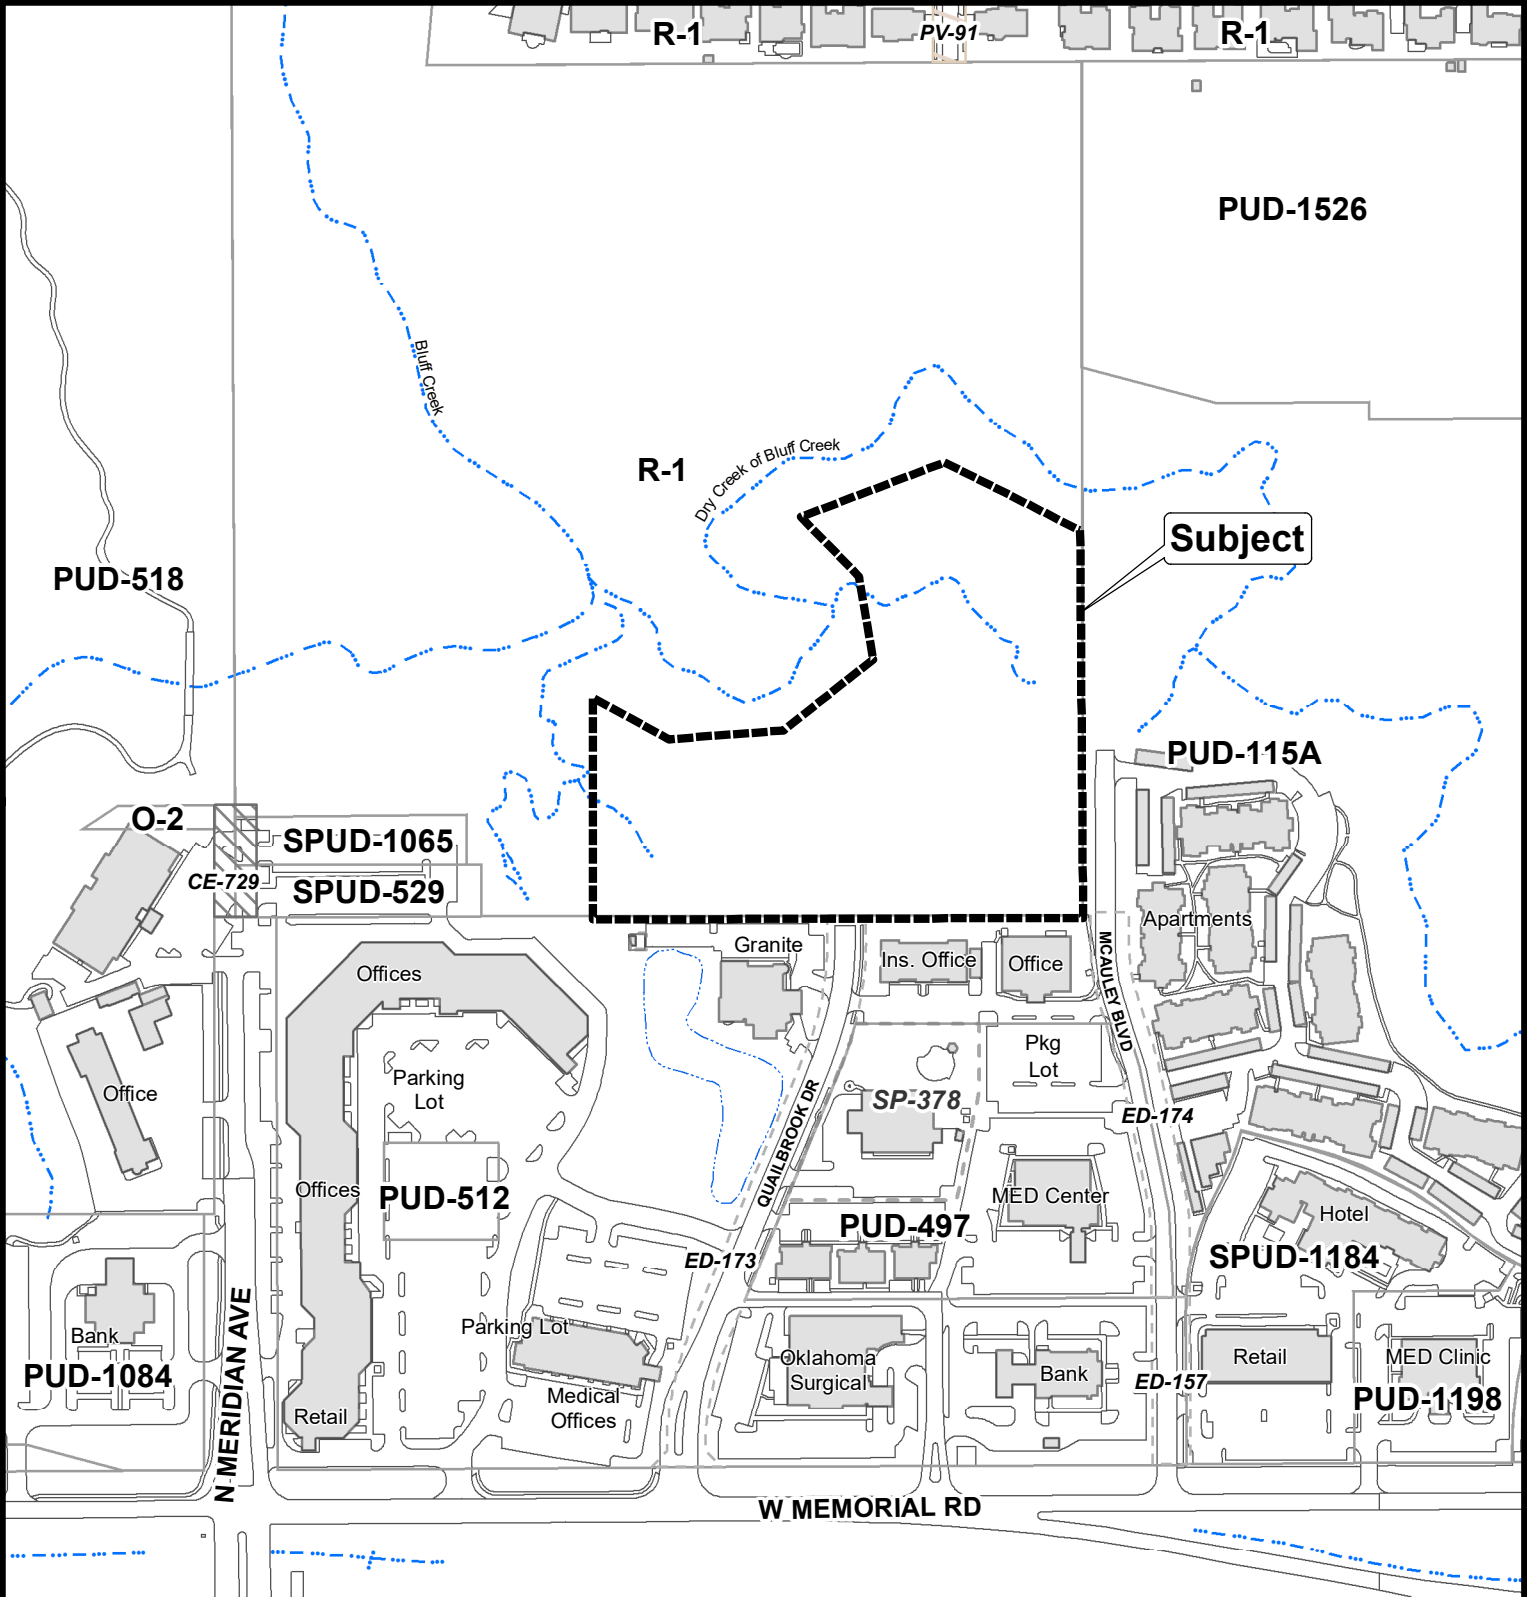 R-1
PV-91
R-1
PUD-1526
Bluff Creek
Dry Creek of Bluff Creek
R-1
Subject
PUD-518
PUD-115A
O-2
SPUD-1065
CE-729
SPUD-529
Apartments
Granite
Ins. Office
Office
MCAULEY BLVD
Offices
Pkg
Lot
Parking
Lot
Office
SP-378
ED-174
QUAILBROOK DR
Offices
PUD-512
MED Center
Hotel
PUD-497
ED-173
SPUD-1184
Bank
PUD-1084
N MERIDIAN AVE
Parking Lot
Oklahoma
Surgical
Bank
Retail
MED Clinic
ED-157
PUD-1198
Medical
Offices
Retail
W MEMORIAL RD